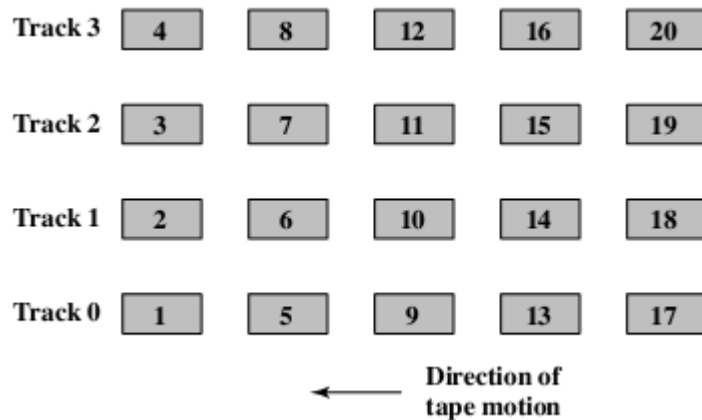 Track 3 4 8 12 16 20
Track 2 3 7 11 15 19
Track 1 2 6 10 14 18
Track 0 1 5 9 13 17
Direction of
tape motion